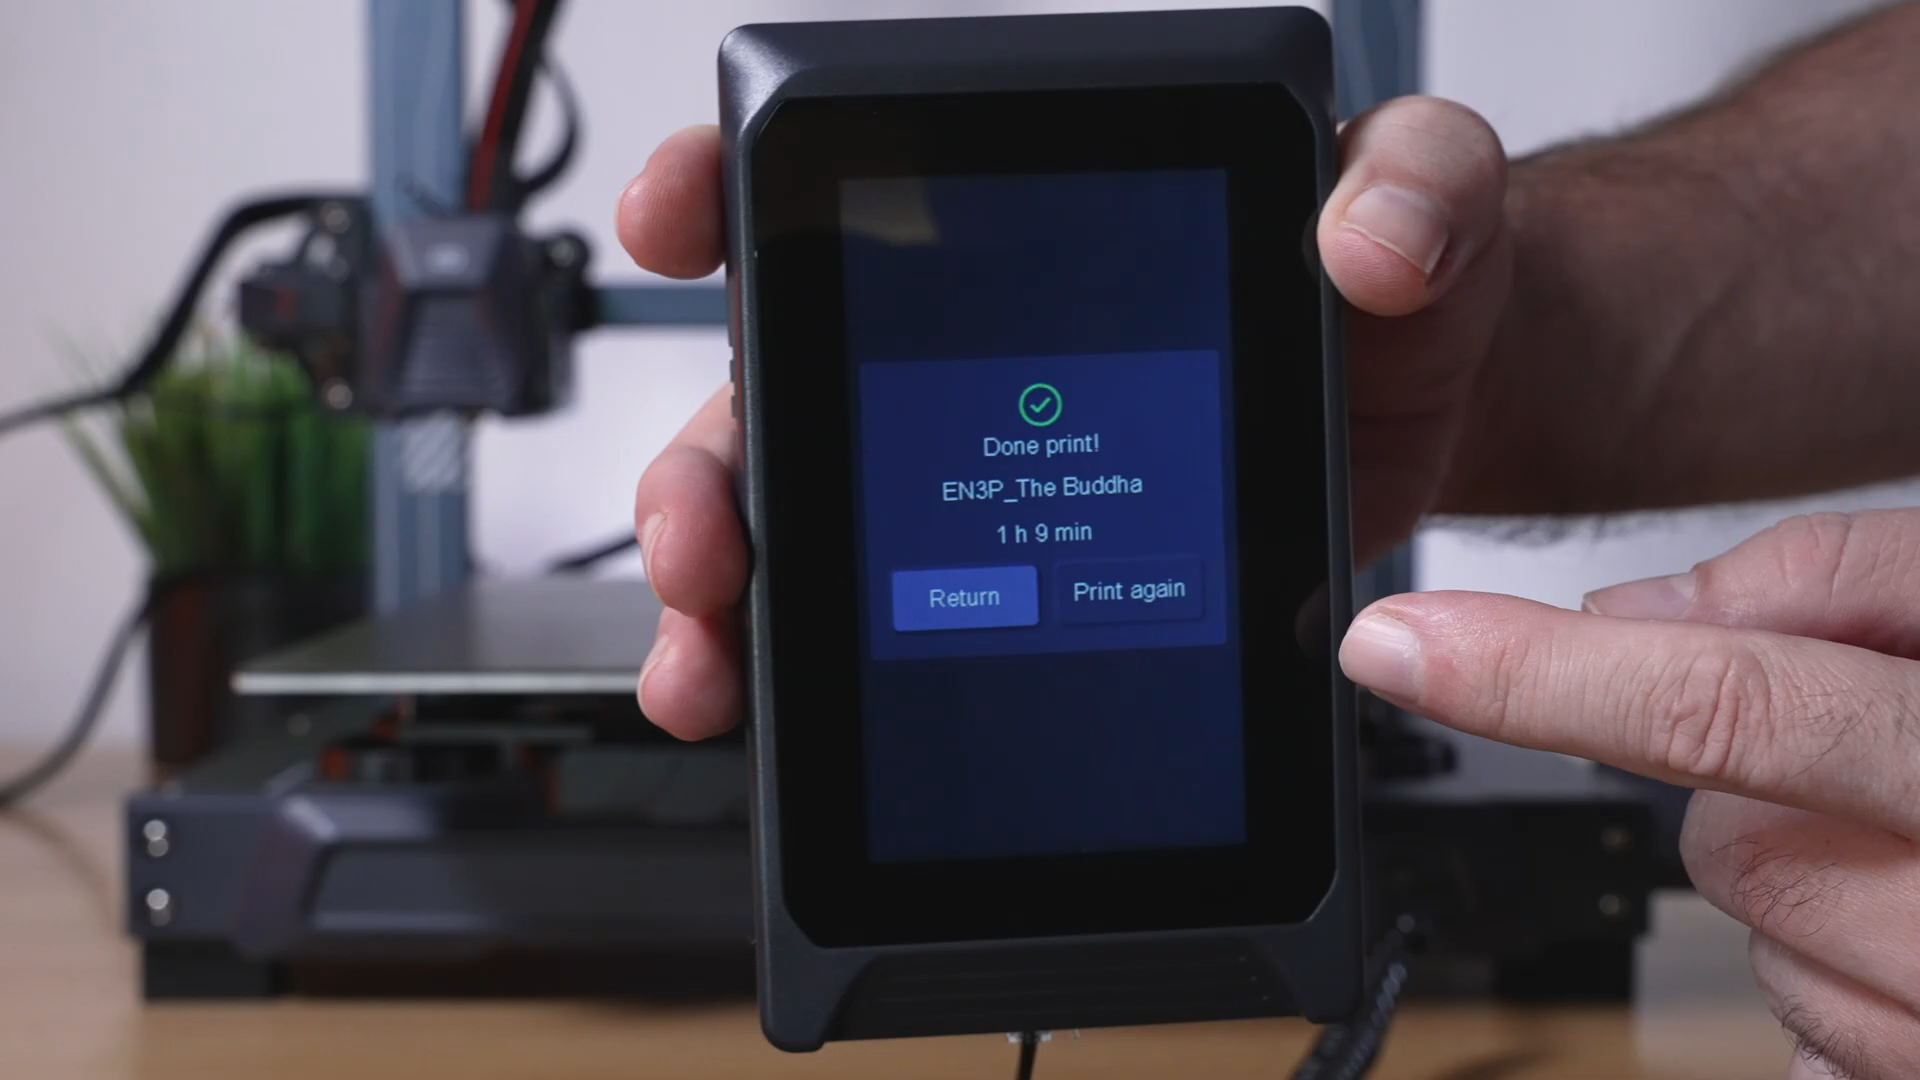 Done print!
EN3P_The Buddha
1 h 9 min
Return
Print again